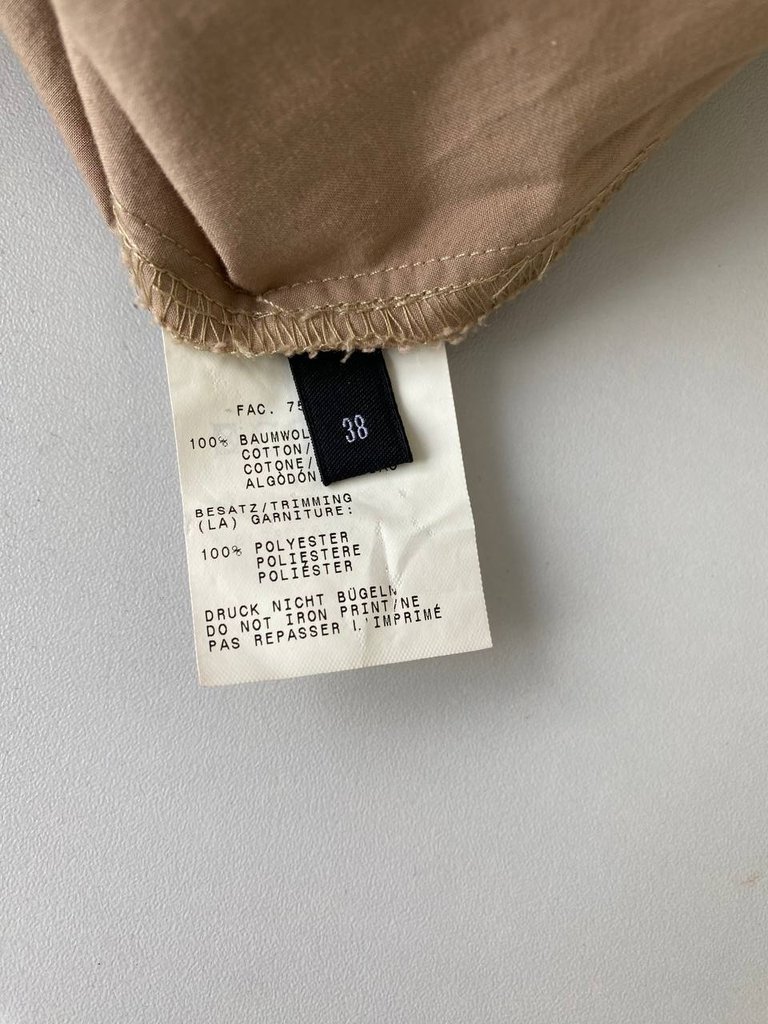 FAC. 75
38
100% BAUMWOL
COTTON/
COTONE/
ALGODÓN
BESATZ/TRIMMING
(LA) GARNITURE:
100% POLYESTER
POLIESTERE
POLIÉSTER
DRUCK NICHT BÜGELN
DO NOT IRON PRINT/NE
PAS REPASSER L'IMPRIMÉ